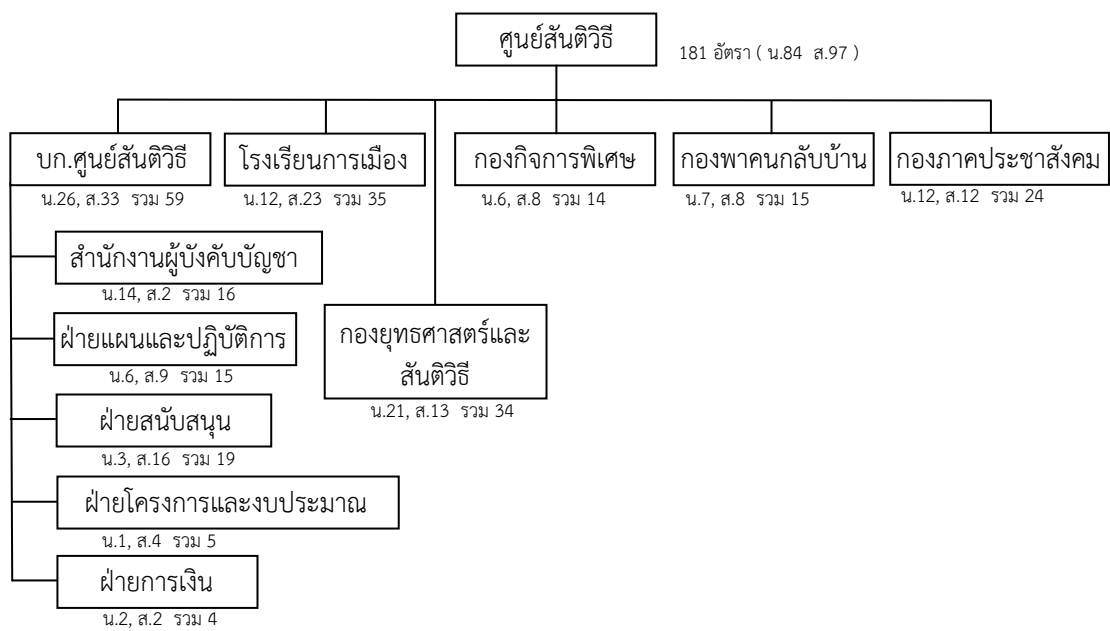 ศูนย์สันติวิธี
181 อัตรา ( น.84 ส.97 )
บก.ศูนย์สันติวิธี
น.26, ส.33 รวม 59
โรงเรียนการเมือง
น.12, ส.23 รวม 35
กองกิจการพิเศษ
น.6, ส.8 รวม 14
กองพาคนกลับบ้าน
น.7, ส.8 รวม 15
กองภาคประชาสังคม
น.12, ส.12 รวม 24
สำนักงานผู้บังคับบัญชา
น.14, ส.2 รวม 16
ฝ่ายแผนและปฏิบัติการ
น.6, ส.9 รวม 15
ฝ่ายสนับสนุน
น.3, ส.16 รวม 19
ฝ่ายโครงการและงบประมาณ
น.1, ส.4 รวม 5
ฝ่ายการเงิน
น.2, ส.2 รวม 4
กองยุทธศาสตร์และ
สันติวิธี
น.21, ส.13 รวม 34